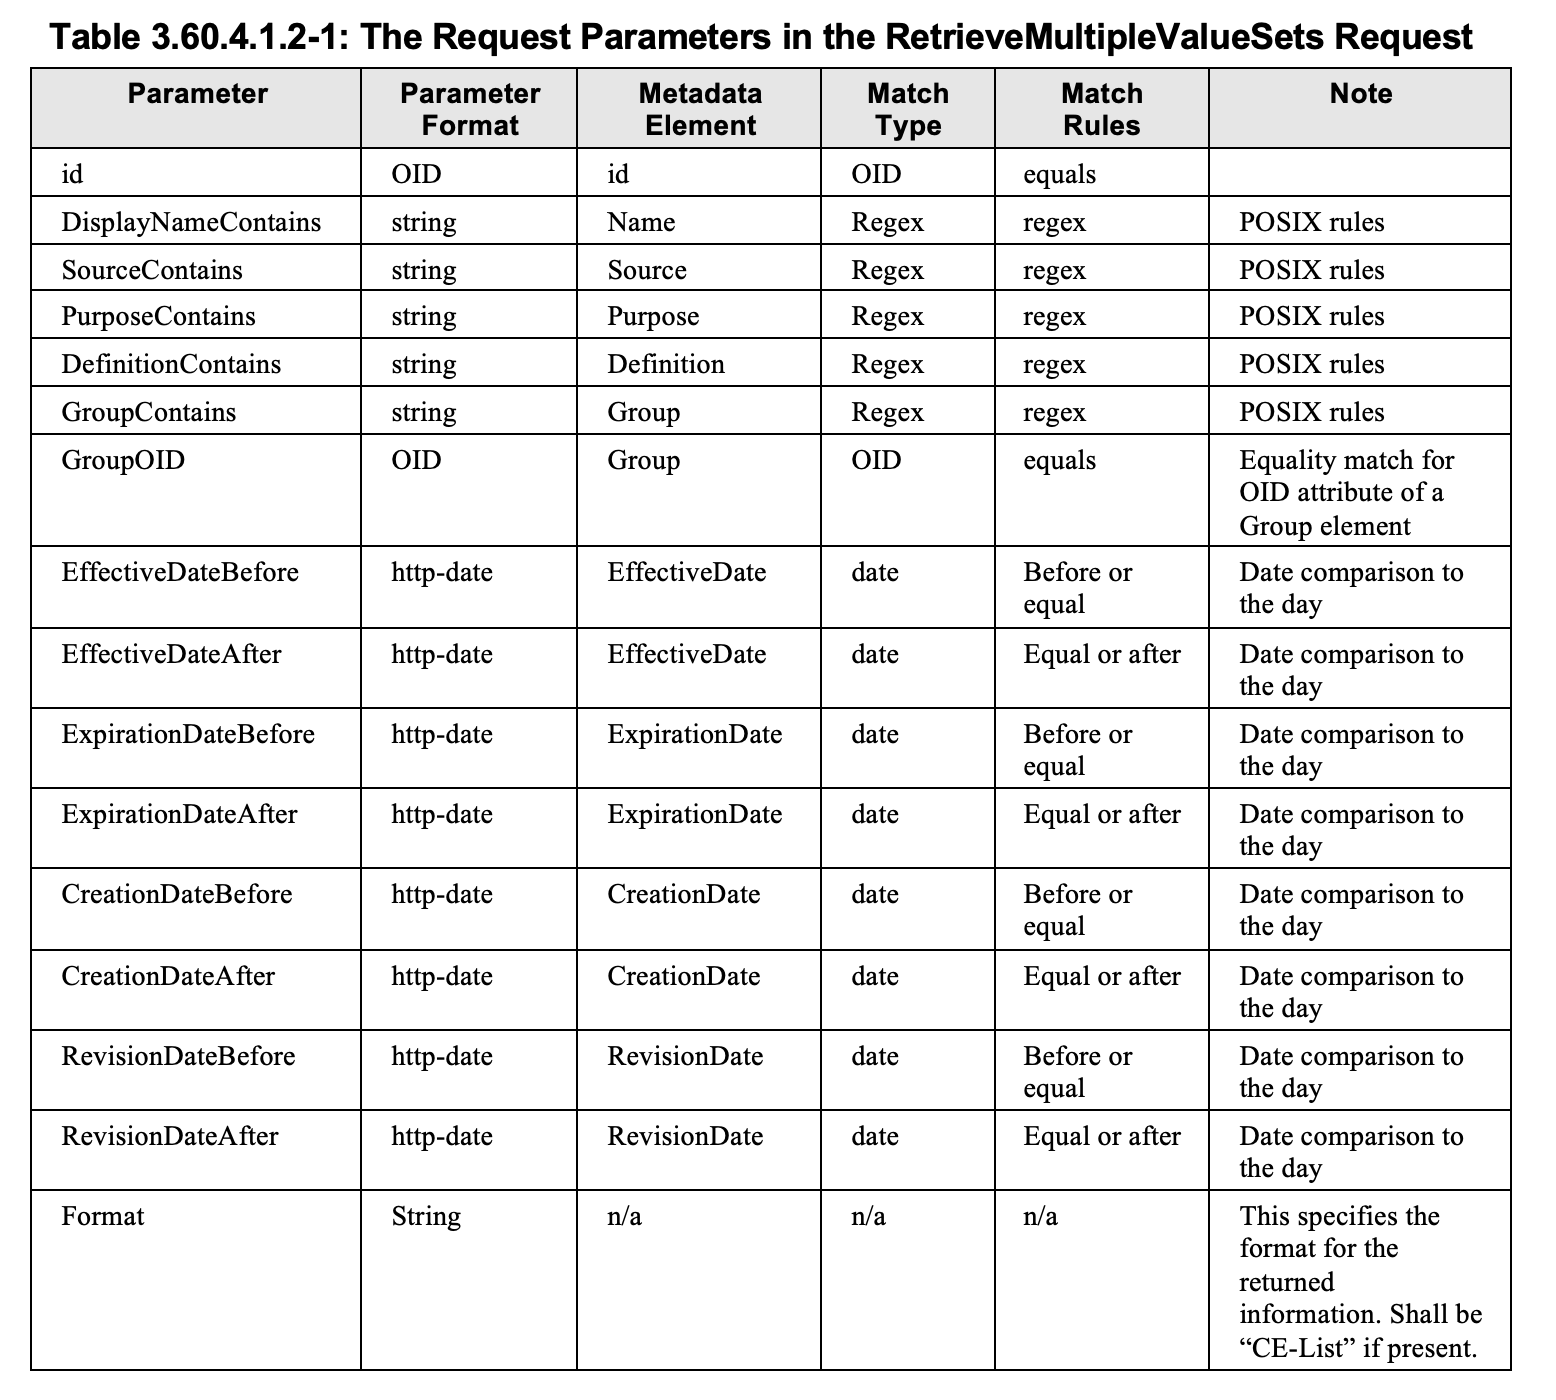 Table 3.60.4.1.2-1: The Request Parameters in the RetrieveMultipleValueSets Request
Parameter Parameter Format Metadata Element Match Type Match Rules Note
id OID id OID equals
DisplayNameContains string Name Regex regex POSIX rules
SourceContains string Source Regex regex POSIX rules
PurposeContains string Purpose Regex regex POSIX rules
DefinitionContains string Definition Regex regex POSIX rules
GroupContains string Group Regex regex POSIX rules
GroupOID OID Group OID equals Equality match for OID attribute of a Group element
EffectiveDateBefore http-date EffectiveDate date Before or equal Date comparison to the day
EffectiveDateAfter http-date EffectiveDate date Equal or after Date comparison to the day
ExpirationDateBefore http-date ExpirationDate date Before or equal Date comparison to the day
ExpirationDateAfter http-date ExpirationDate date Equal or after Date comparison to the day
CreationDateBefore http-date CreationDate date Before or equal Date comparison to the day
CreationDateAfter http-date CreationDate date Equal or after Date comparison to the day
RevisionDateBefore http-date RevisionDate date Before or equal Date comparison to the day
RevisionDateAfter http-date RevisionDate date Equal or after Date comparison to the day
Format String n/a n/a n/a This specifies the format for the returned information. Shall be “CE-List” if present.